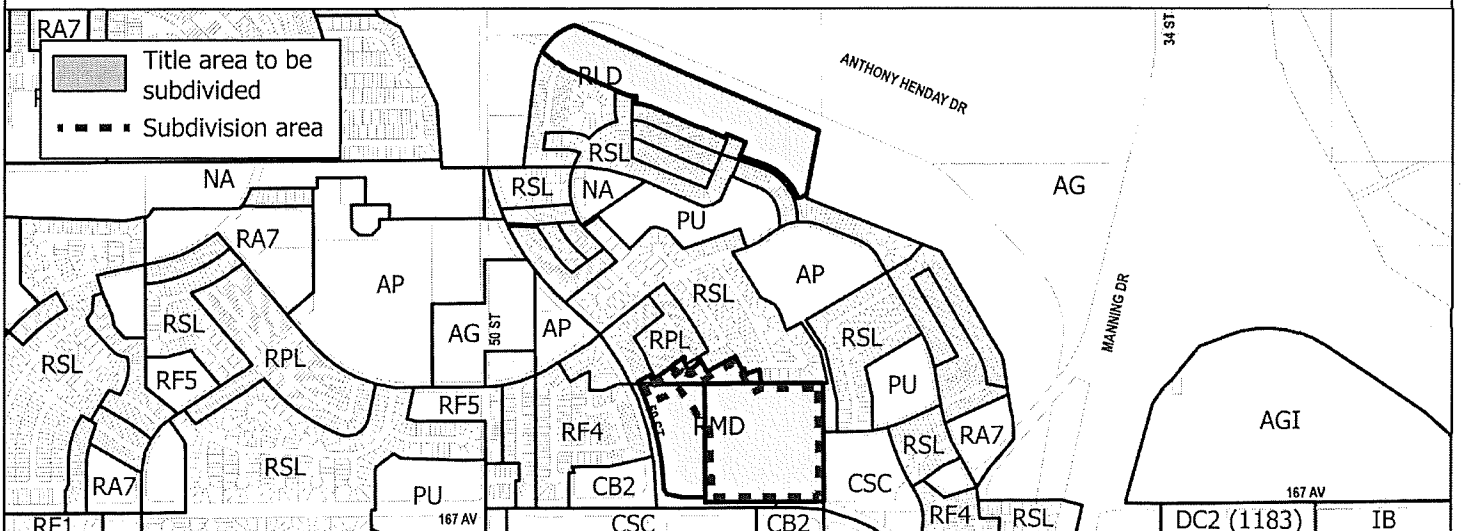 RA7
34 ST
Title area to be
subdivided
Subdivision area
RLD
ANTHONY HENDAY DR
RSL
NA
RSL
NA
AG
PU
RA7
AP
AP
RSL
MANNING DR
RSL
AG
50 ST
AP
RPL
RSL
RSL
RPL
RF5
PU
RF5
50 ST
RMD
RF4
AGI
RSL
RA7
RSL
RA7
PU
CB2
CSC
167 AV
167 AV
RF1
CSC
CB2
RF4
RSL
DC2 (1183)
IB